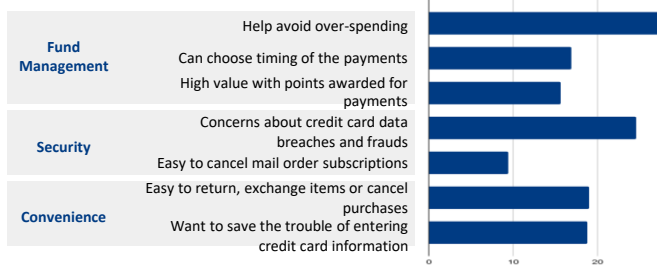 Fund
Management
Help avoid over-spending
Can choose timing of the payments
High value with points awarded for
payments
Security
Concerns about credit card data
breaches and frauds
Easy to cancel mail order subscriptions
Convenience
Easy to return, exchange items or cancel
purchases
Want to save the trouble of entering
credit card information
0
10
20